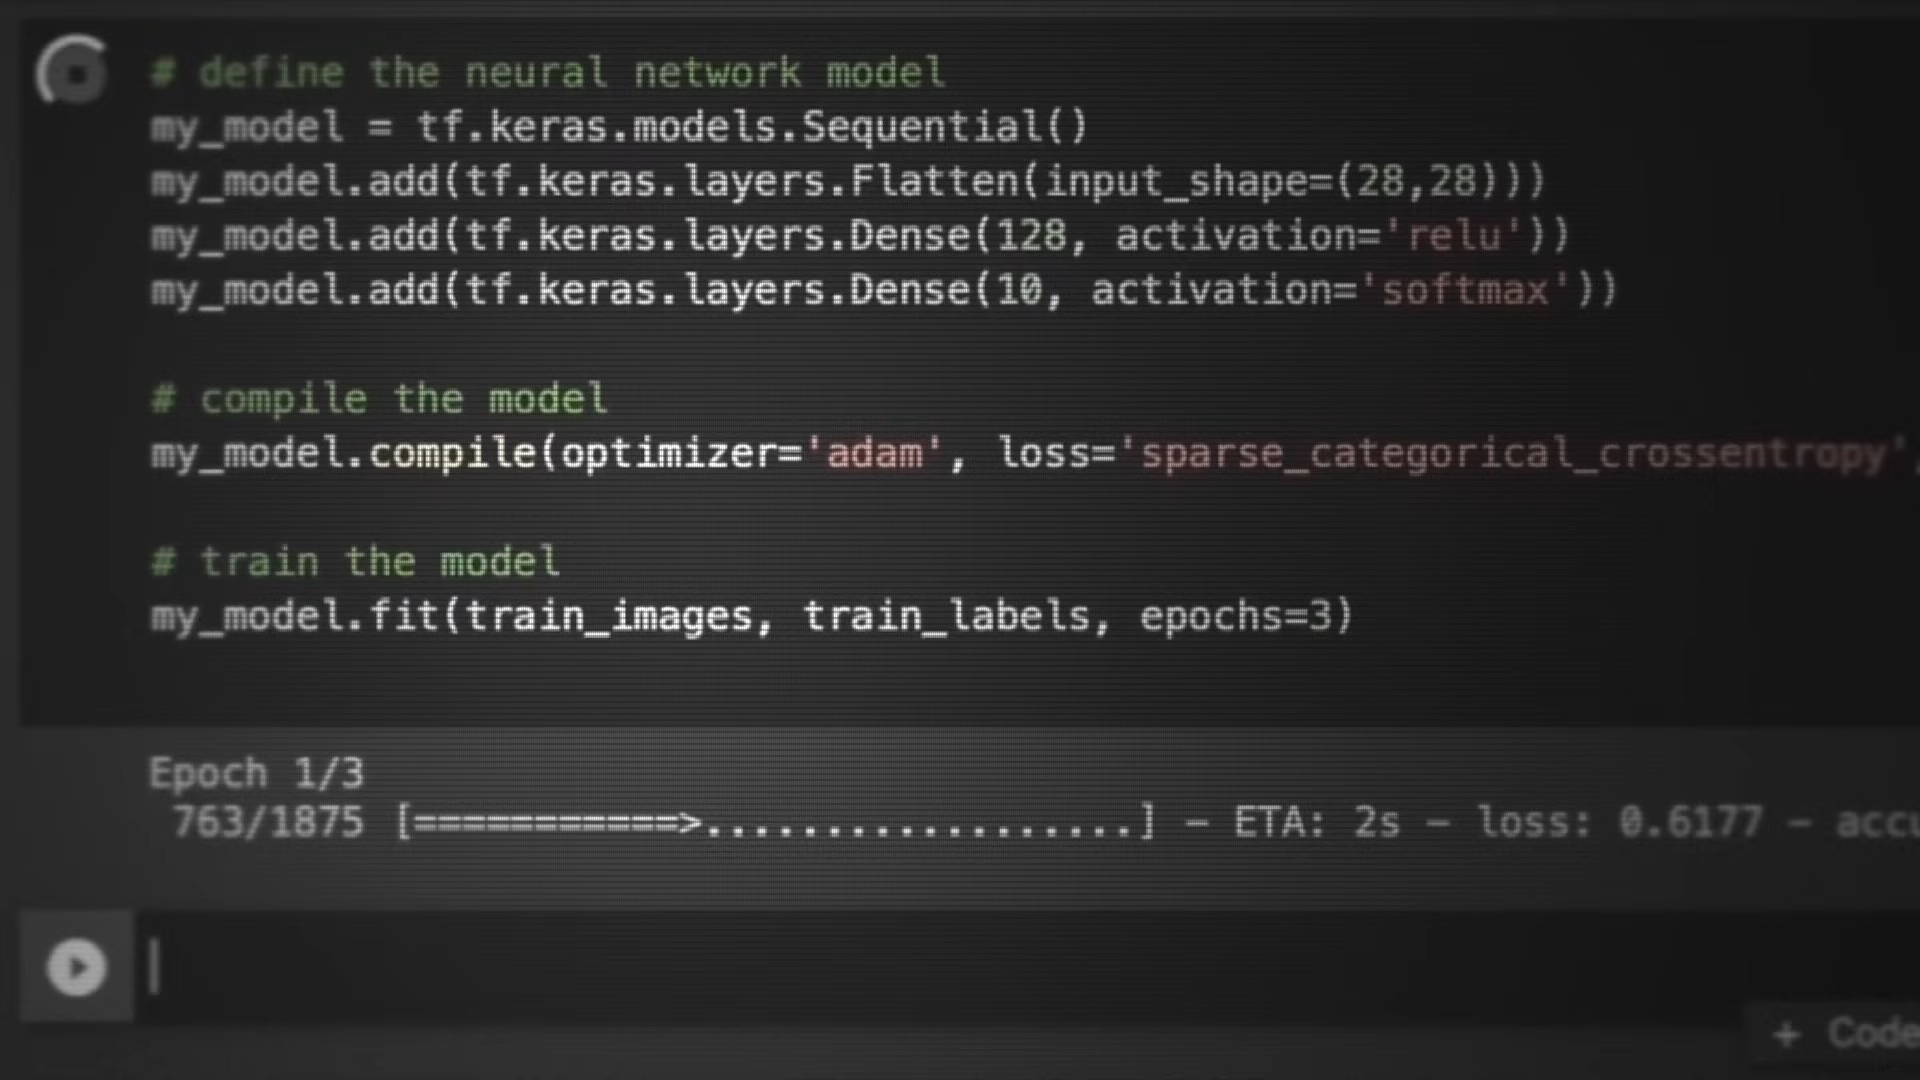 # define the neural network model
my_model = tf.keras.models.Sequential()
my_model.add(tf.keras.layers.Flatten(input_shape=(28,28)))
my_model.add(tf.keras.layers.Dense(128, activation='relu'))
my_model.add(tf.keras.layers.Dense(10, activation='softmax'))
# compile the model
my_model.compile(optimizer='adam', loss='sparse_categorical_crossentropy',
# train the model
my_model.fit(train_images, train_labels, epochs=3)
Epoch 1/3
763/1875 [===========>..................] – ETA: 2s – loss: 0.6177 –
+ Code